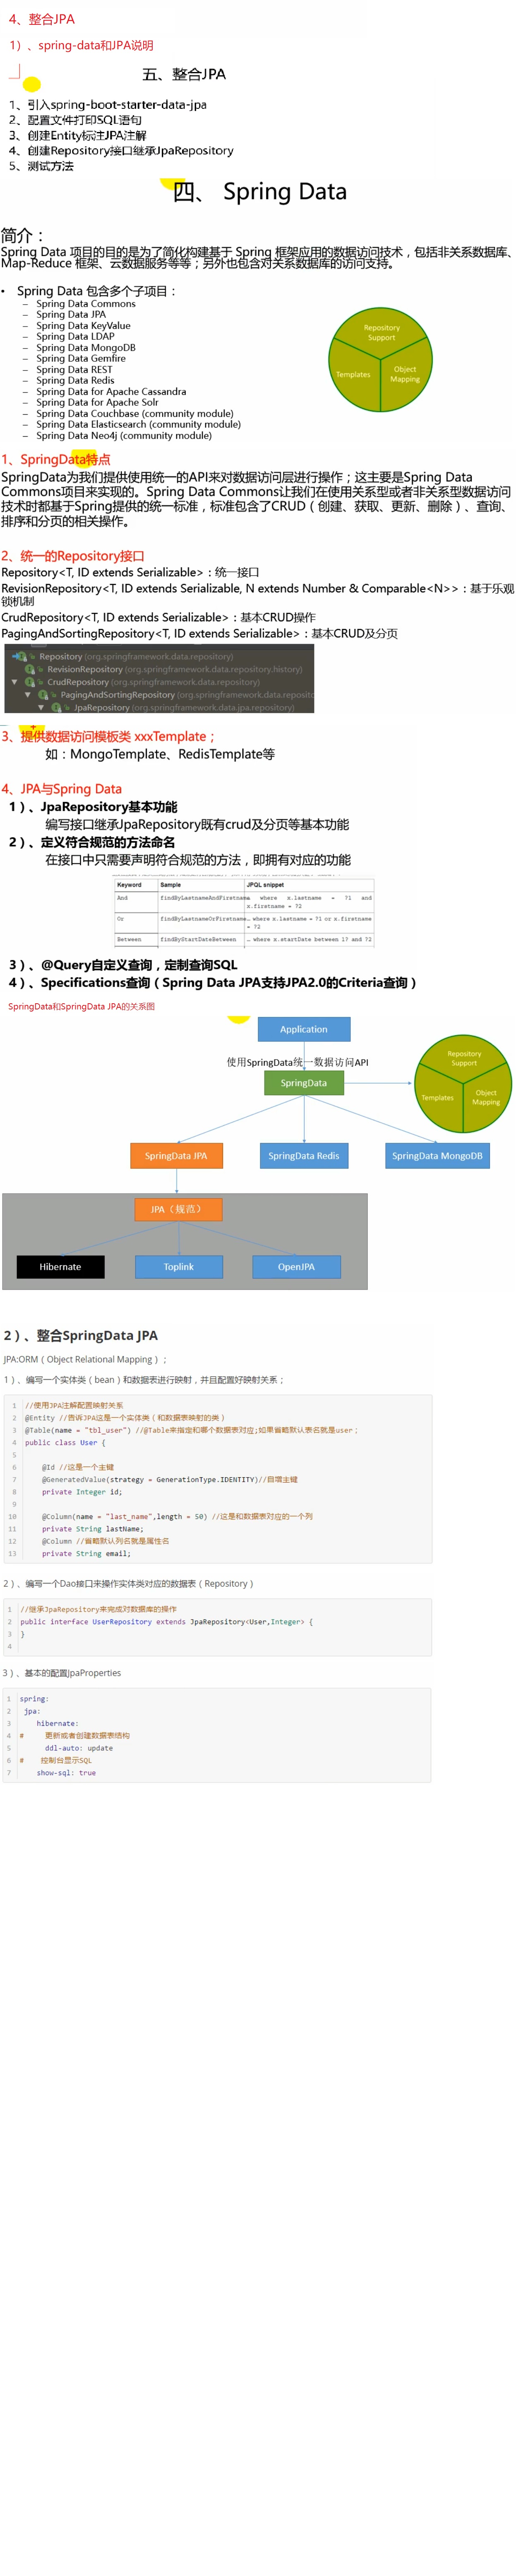 4、整合JPA
1）、spring-data和JPA说明
五、整合JPA
1、引入spring-boot-starter-data-jpa
2、配置文件打印SQL语句
3、创建Entity标注JPA注解
4、创建Repository接口继承JpaRepository
5、测试方法
四、 Spring Data
简介：
Spring Data 项目的目的是为了简化构建基于 Spring 框架应用的数据访问技术，包括非关系数据库、
Map-Reduce 框架、云数据服务等等；另外也包含对关系数据库的访问支持。
• Spring Data 包含多个子项目：
– Spring Data Commons
– Spring Data JPA
– Spring Data KeyValue
– Spring Data LDAP
– Spring Data MongoDB
– Spring Data Gemfire
– Spring Data REST
– Spring Data Redis
– Spring Data for Apache Cassandra
– Spring Data for Apache Solr
– Spring Data Couchbase (community module)
– Spring Data Elasticsearch (community module)
– Spring Data Neo4j (community module)
Repository
Support
Templates
Object
Mapping
1、SpringData特点
SpringData为我们提供使用统一的API来对数据访问层进行操作；这主要是Spring Data
Commons项目来实现的。Spring Data Commons让我们在使用关系型或者非关系型数据访问
技术时都基于Spring提供的统一标准，标准包含了CRUD（创建、获取、更新、删除）、查询、
排序和分页的相关操作。
2、统一的Repository接口
Repository<T, ID extends Serializable>：统一接口
RevisionRepository<T, ID extends Serializable, N extends Number & Comparable<N>>：基于乐观
锁机制
CrudRepository<T, ID extends Serializable>：基本CRUD操作
PagingAndSortingRepository<T, ID extends Serializable>：基本CRUD及分页
Repository (org.springframework.data.repository)
RevisionRepository (org.springframework.data.repository.history)
CrudRepository (org.springframework.data.repository)
PagingAndSortingRepository (org.springframework.data.reposito
JpaRepository (org.springframework.data.jpa.repository)
3、提供数据访问模板类 xxxTemplate；
如：MongoTemplate、RedisTemplate等
4、JPA与Spring Data
1）、JpaRepository基本功能
编写接口继承JpaRepository既有crud及分页等基本功能
2）、定义符合规范的方法命名
在接口中只需要声明符合规范的方法，即拥有对应的功能
Keyword Sample JPQL snippet
And findByLastnameAndFirstname … where x.lastname = ?1 and
x.firstname = ?2
Or findByLastnameOrFirstname … where x.lastname = ?1 or x.firstname
= ?2
Between findByStartDateBetween … where x.startDate between 1? and ?2
3）、@Query自定义查询，定制查询SQL
4）、Specifications查询（Spring Data JPA支持JPA2.0的Criteria查询）
SpringData和SpringData JPA的关系图
Application
使用SpringData统一数据访问API
SpringData
Repository
Support
Templates
Object
Mapping
SpringData JPA
SpringData Redis
SpringData MongoDB
JPA（规范）
Hibernate
Toplink
OpenJPA
2）、整合SpringData JPA
JPA:ORM（Object Relational Mapping）；
1）、编写一个实体类（bean）和数据表进行映射，并且配置好映射关系；
1 //使用JPA注解配置映射关系
2 @Entity //告诉JPA这是一个实体类（和数据表映射的类）
3 @Table(name = "tbl_user") //@Table来指定和哪个数据表对应;如果省略默认表名就是user；
4 public class User {
5
6 @Id //这是一个主键
7 @GeneratedValue(strategy = GenerationType.IDENTITY)//自增主键
8 private Integer id;
9
10 @Column(name = "last_name",length = 50) //这是和数据表对应的一个列
11 private String lastName;
12 @Column //省略默认列名就是属性名
13 private String email;
2）、编写一个Dao接口来操作实体类对应的数据表（Repository）
1 //继承JpaRepository来完成对数据库的操作
2 public interface UserRepository extends JpaRepository<User,Integer> {
3 }
4
3）、基本的配置JpaProperties
1 spring:
2 jpa:
3 hibernate:
4 # 更新或者创建数据表结构
5 ddl-auto: update
6 # 控制台显示SQL
7 show-sql: true